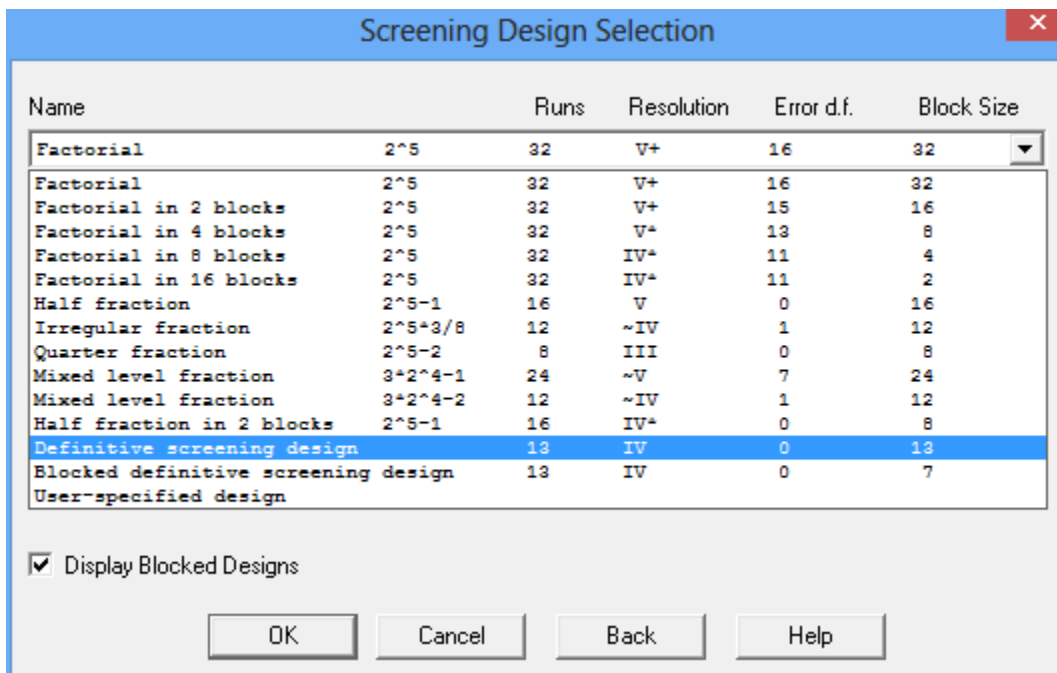 Screening Design Selection
Name Runs Resolution Error d.f. Block Size
Factorial 2^5 32 V+ 16 32
Factorial 2^5 32 V+ 16 32
Factorial in 2 blocks 2^5 32 V+ 15 16
Factorial in 4 blocks 2^5 32 V* 13 8
Factorial in 8 blocks 2^5 32 IV* 11 4
Factorial in 16 blocks 2^5 32 IV* 11 2
Half fraction 2^5-1 16 V 0 16
Irregular fraction 2^5*3/8 12 ~IV 1 12
Quarter fraction 2^5-2 8 III 0 8
Mixed level fraction 3*2^4-1 24 ~V 7 24
Mixed level fraction 3*2^4-2 12 ~IV 1 12
Half fraction in 2 blocks 2^5-1 16 IV* 0 8
Definitive screening design 13 IV 0 13
Blocked definitive screening design 13 IV 0 7
User-specified design
Display Blocked Designs
OK Cancel Back Help